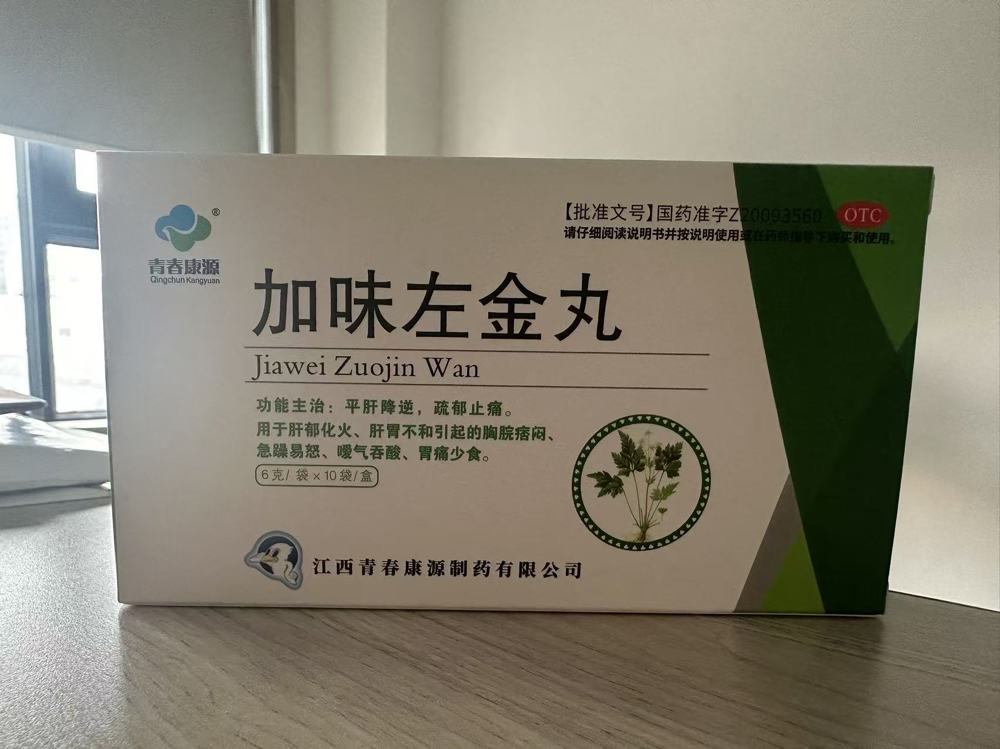 【批准文号】国药准字Z20093560
OTC
请仔细阅读说明书并按说明使用或在药师指导下购买和使用。
®
青春康源
Qingchun Kangyuan
加味左金丸
Jiawei Zuojin Wan
功能主治：平肝降逆，疏郁止痛。
用于肝郁化火、肝胃不和引起的胸脘痞闷、
急躁易怒、嗳气吞酸、胃痛少食。
6克/ 袋×10袋/盒
江西青春康源制药有限公司